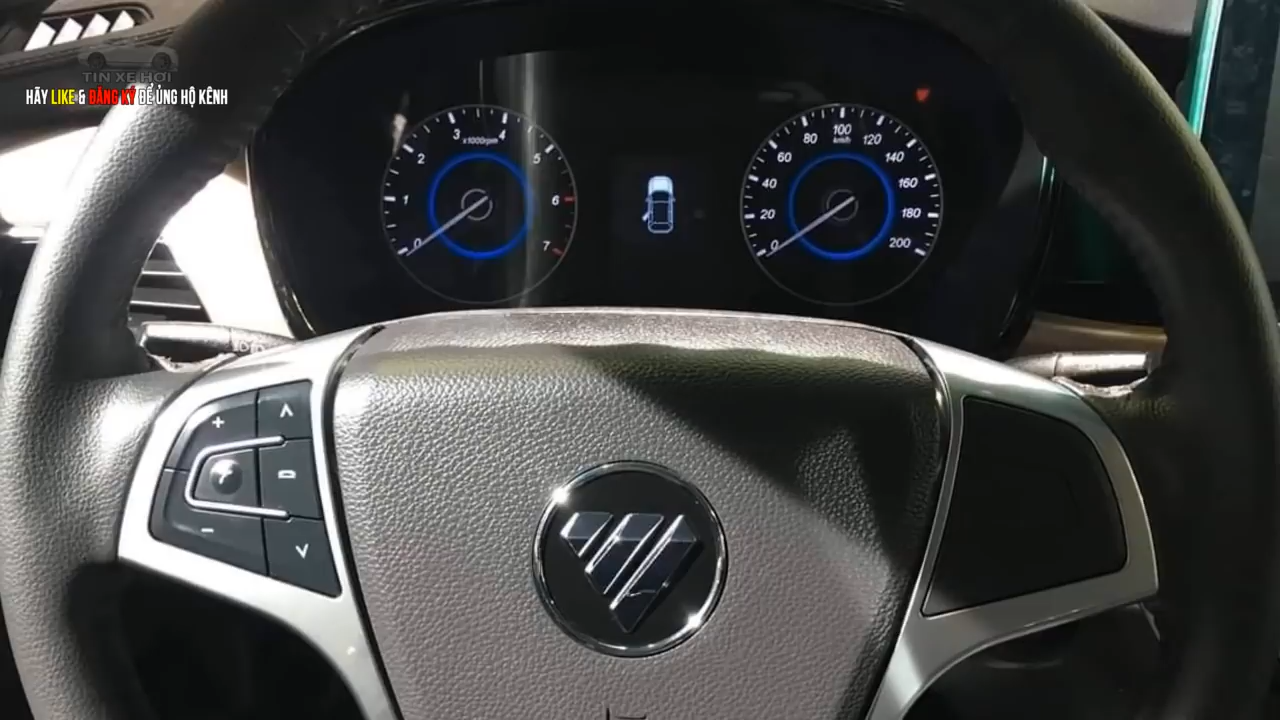 TIN XE HƠI
HÃY LIKE & ĐĂNG KÝ ĐỂ ỦNG HỘ KÊNH
0 1 2 3 4 5 6 7
x1000rpm
0 20 40 60 80 100 120 140 160 180 200
km/h
+
-